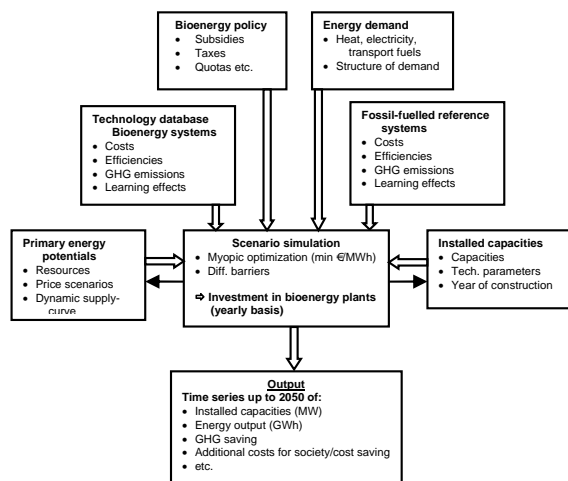 Bioenergy policy
• Subsidies
• Taxes
• Quotas etc.
Energy demand
• Heat, electricity,
transport fuels
• Structure of demand
Technology database
Bioenergy systems
• Costs
• Efficiencies
• GHG emissions
• Learning effects
Fossil-fuelled reference
systems
• Costs
• Efficiencies
• GHG emissions
• Learning effects
Primary energy
potentials
• Resources
• Price scenarios
• Dynamic supply-
curve
Scenario simulation
• Myopic optimization (min €/MWh)
• Diff. barriers
⇨ Investment in bioenergy plants
(yearly basis)
Installed capacities
• Capacities
• Tech. parameters
• Year of construction
Output
Time series up to 2050 of:
• Installed capacities (MW)
• Energy output (GWh)
• GHG saving
• Additional costs for society/cost saving
• etc.